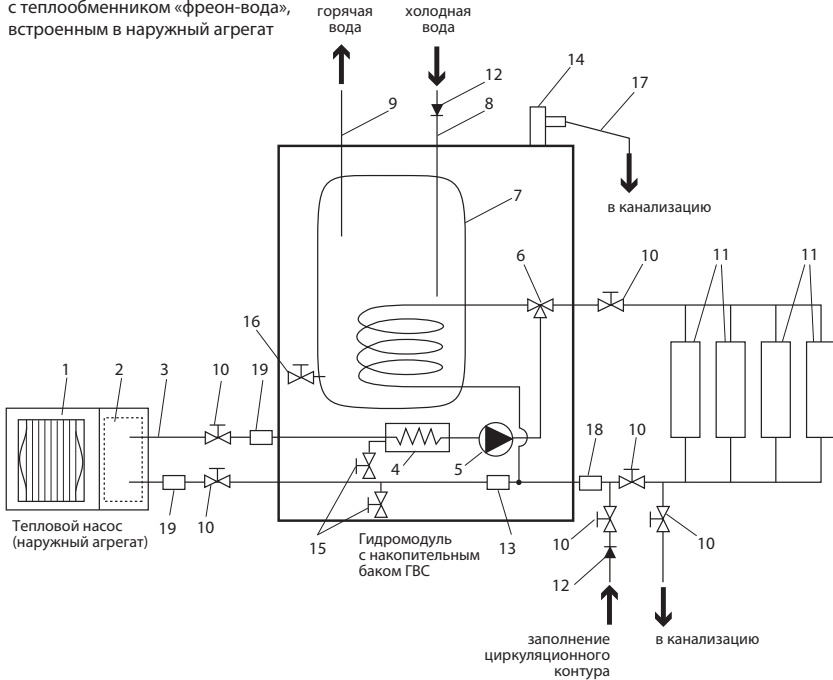 с теплообменником «фреон-вода»,
встроенным в наружный агрегат
горячая
вода
холодная
вода
12
14
17
9
8
7
в канализацию
6
10
11
11
16
1
2
3
10
19
4
5
18
10
19
10
15
13
10
10
12
Тепловой насос
(наружный агрегат)
Гидромодуль
с накопительным
баком ГВС
заполнение
циркуляционного
контура
в канализацию